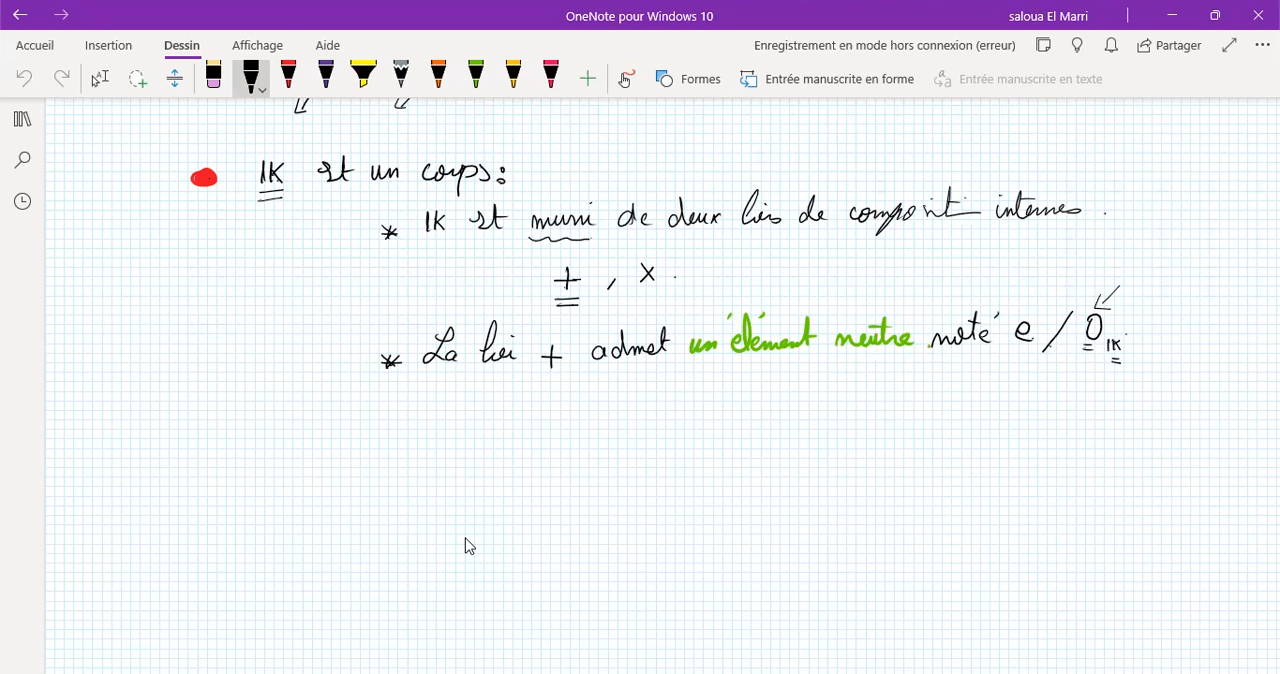 OneNote pour Windows 10
saloua El Marri
Accueil Insertion Dessin Affichage Aide
Enregistrement en mode hors connexion (erreur) Partager
Formes Entrée manuscrite en forme Entrée manuscrite en texte
IK est un corps :
* IK est muni de deux lois de composit° internes.
+ , x.
* La loi + admet un élément neutre noté e / 0IK.